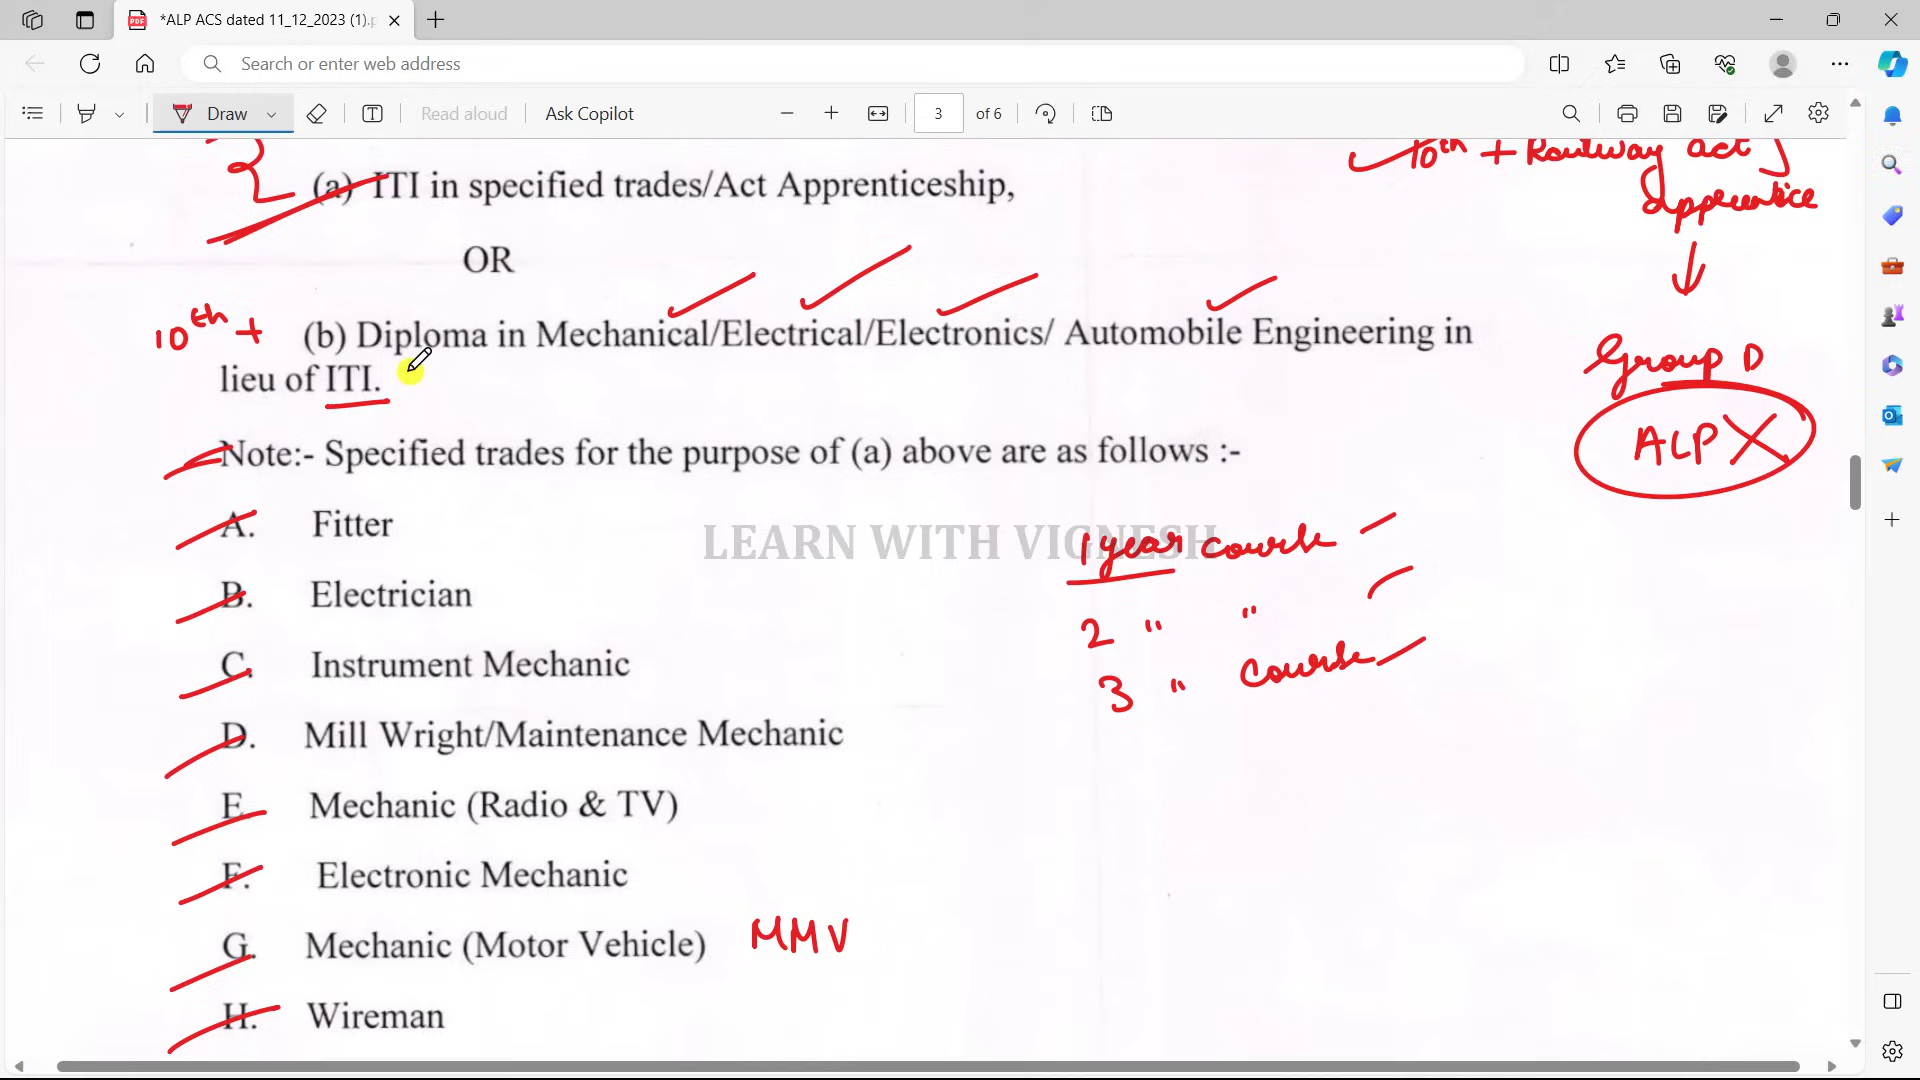 *ALP ACS dated 11_12_2023 (1).p
Search or enter web address
Draw
Read aloud
Ask Copilot
3 of 6
10th + Railway act
(a) ITI in specified trades/Act Apprenticeship,
apprentice
OR
10th + (b) Diploma in Mechanical/Electrical/Electronics/ Automobile Engineering in
lieu of ITI.
Group D
ALP
Note:- Specified trades for the purpose of (a) above are as follows :-
A. Fitter
LEARN WITH VIGNESH
1 year course
B. Electrician
2 " "
C. Instrument Mechanic
3 " course
D. Mill Wright/Maintenance Mechanic
E. Mechanic (Radio & TV)
F. Electronic Mechanic
G. Mechanic (Motor Vehicle) MMV
H. Wireman